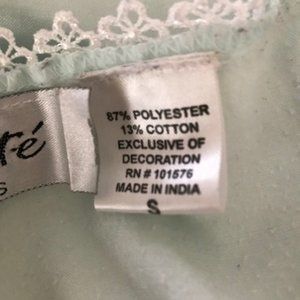 87% POLYESTER
13% COTTON
EXCLUSIVE OF
DECORATION
RN # 101576
MADE IN INDIA
S